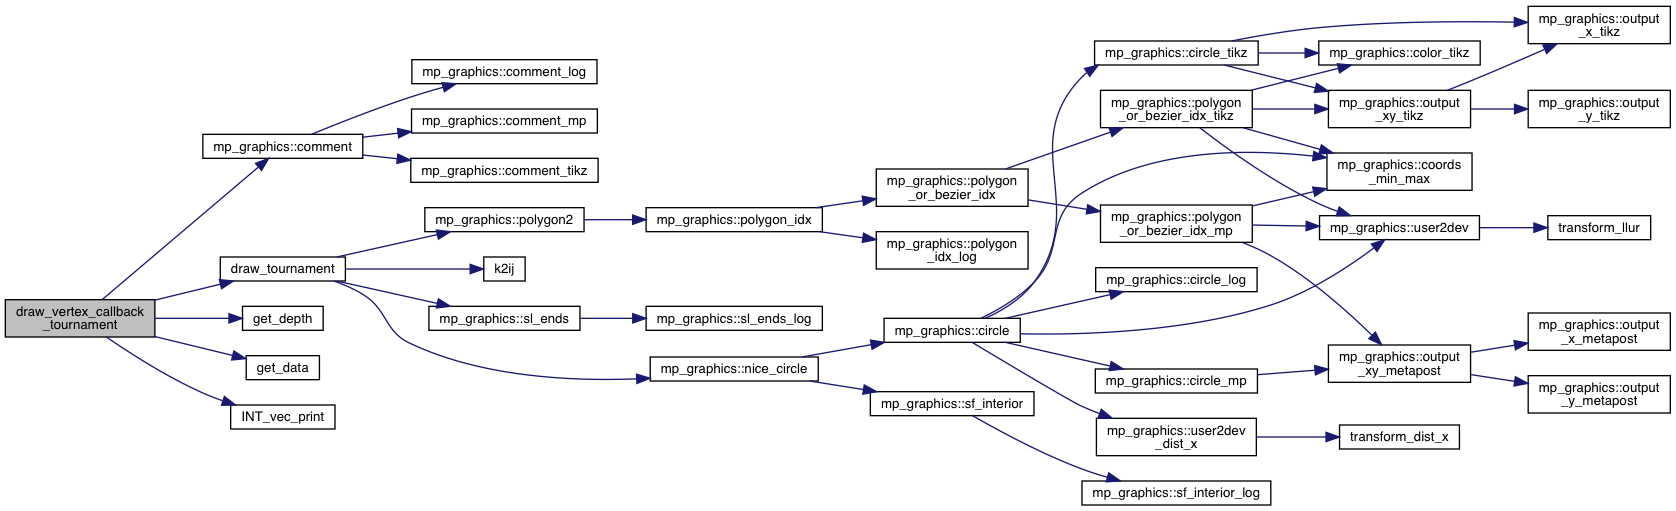 draw_vertex_callback
_tournament
mp_graphics::comment
mp_graphics::comment_log
mp_graphics::comment_mp
mp_graphics::comment_tikz
draw_tournament
get_depth
get_data
INT_vec_print
mp_graphics::polygon2
k2ij
mp_graphics::sl_ends
mp_graphics::polygon_idx
mp_graphics::sl_ends_log
mp_graphics::nice_circle
mp_graphics::polygon
_or_bezier_idx
mp_graphics::polygon
_idx_log
mp_graphics::circle
mp_graphics::sf_interior
mp_graphics::circle_tikz
mp_graphics::polygon
_or_bezier_idx_tikz
mp_graphics::polygon
_or_bezier_idx_mp
mp_graphics::circle_log
mp_graphics::circle_mp
mp_graphics::user2dev
_dist_x
mp_graphics::sf_interior_log
mp_graphics::color_tikz
mp_graphics::output
_xy_tikz
mp_graphics::coords
_min_max
mp_graphics::user2dev
mp_graphics::output
_xy_metapost
transform_dist_x
mp_graphics::output
_x_tikz
mp_graphics::output
_y_tikz
transform_llur
mp_graphics::output
_x_metapost
mp_graphics::output
_y_metapost